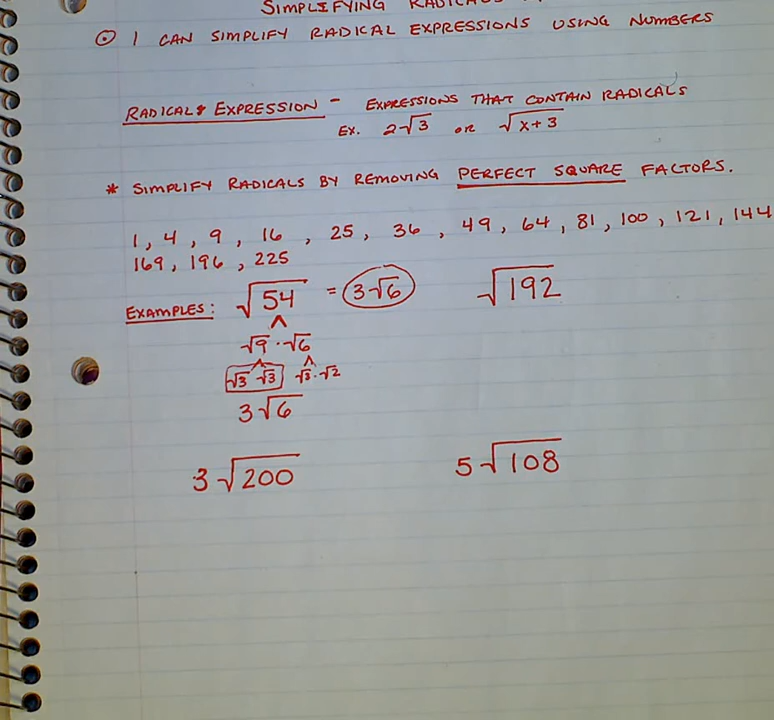 SIMPLIFYING
⊙ I CAN SIMPLIFY RADICAL EXPRESSIONS USING NUMBERS
RADICAL EXPRESSION - EXPRESSIONS THAT CONTAIN RADICALS
EX. 2√3 OR √x+3
* SIMPLIFY RADICALS BY REMOVING PERFECT SQUARE FACTORS.
1, 4, 9, 16, 25, 36, 49, 64, 81, 100, 121, 144
169, 196, 225
EXAMPLES: √54 = 3√6 √192
√9 · √6
√3 √3 √3 · √2
3√6
3√200 5√108